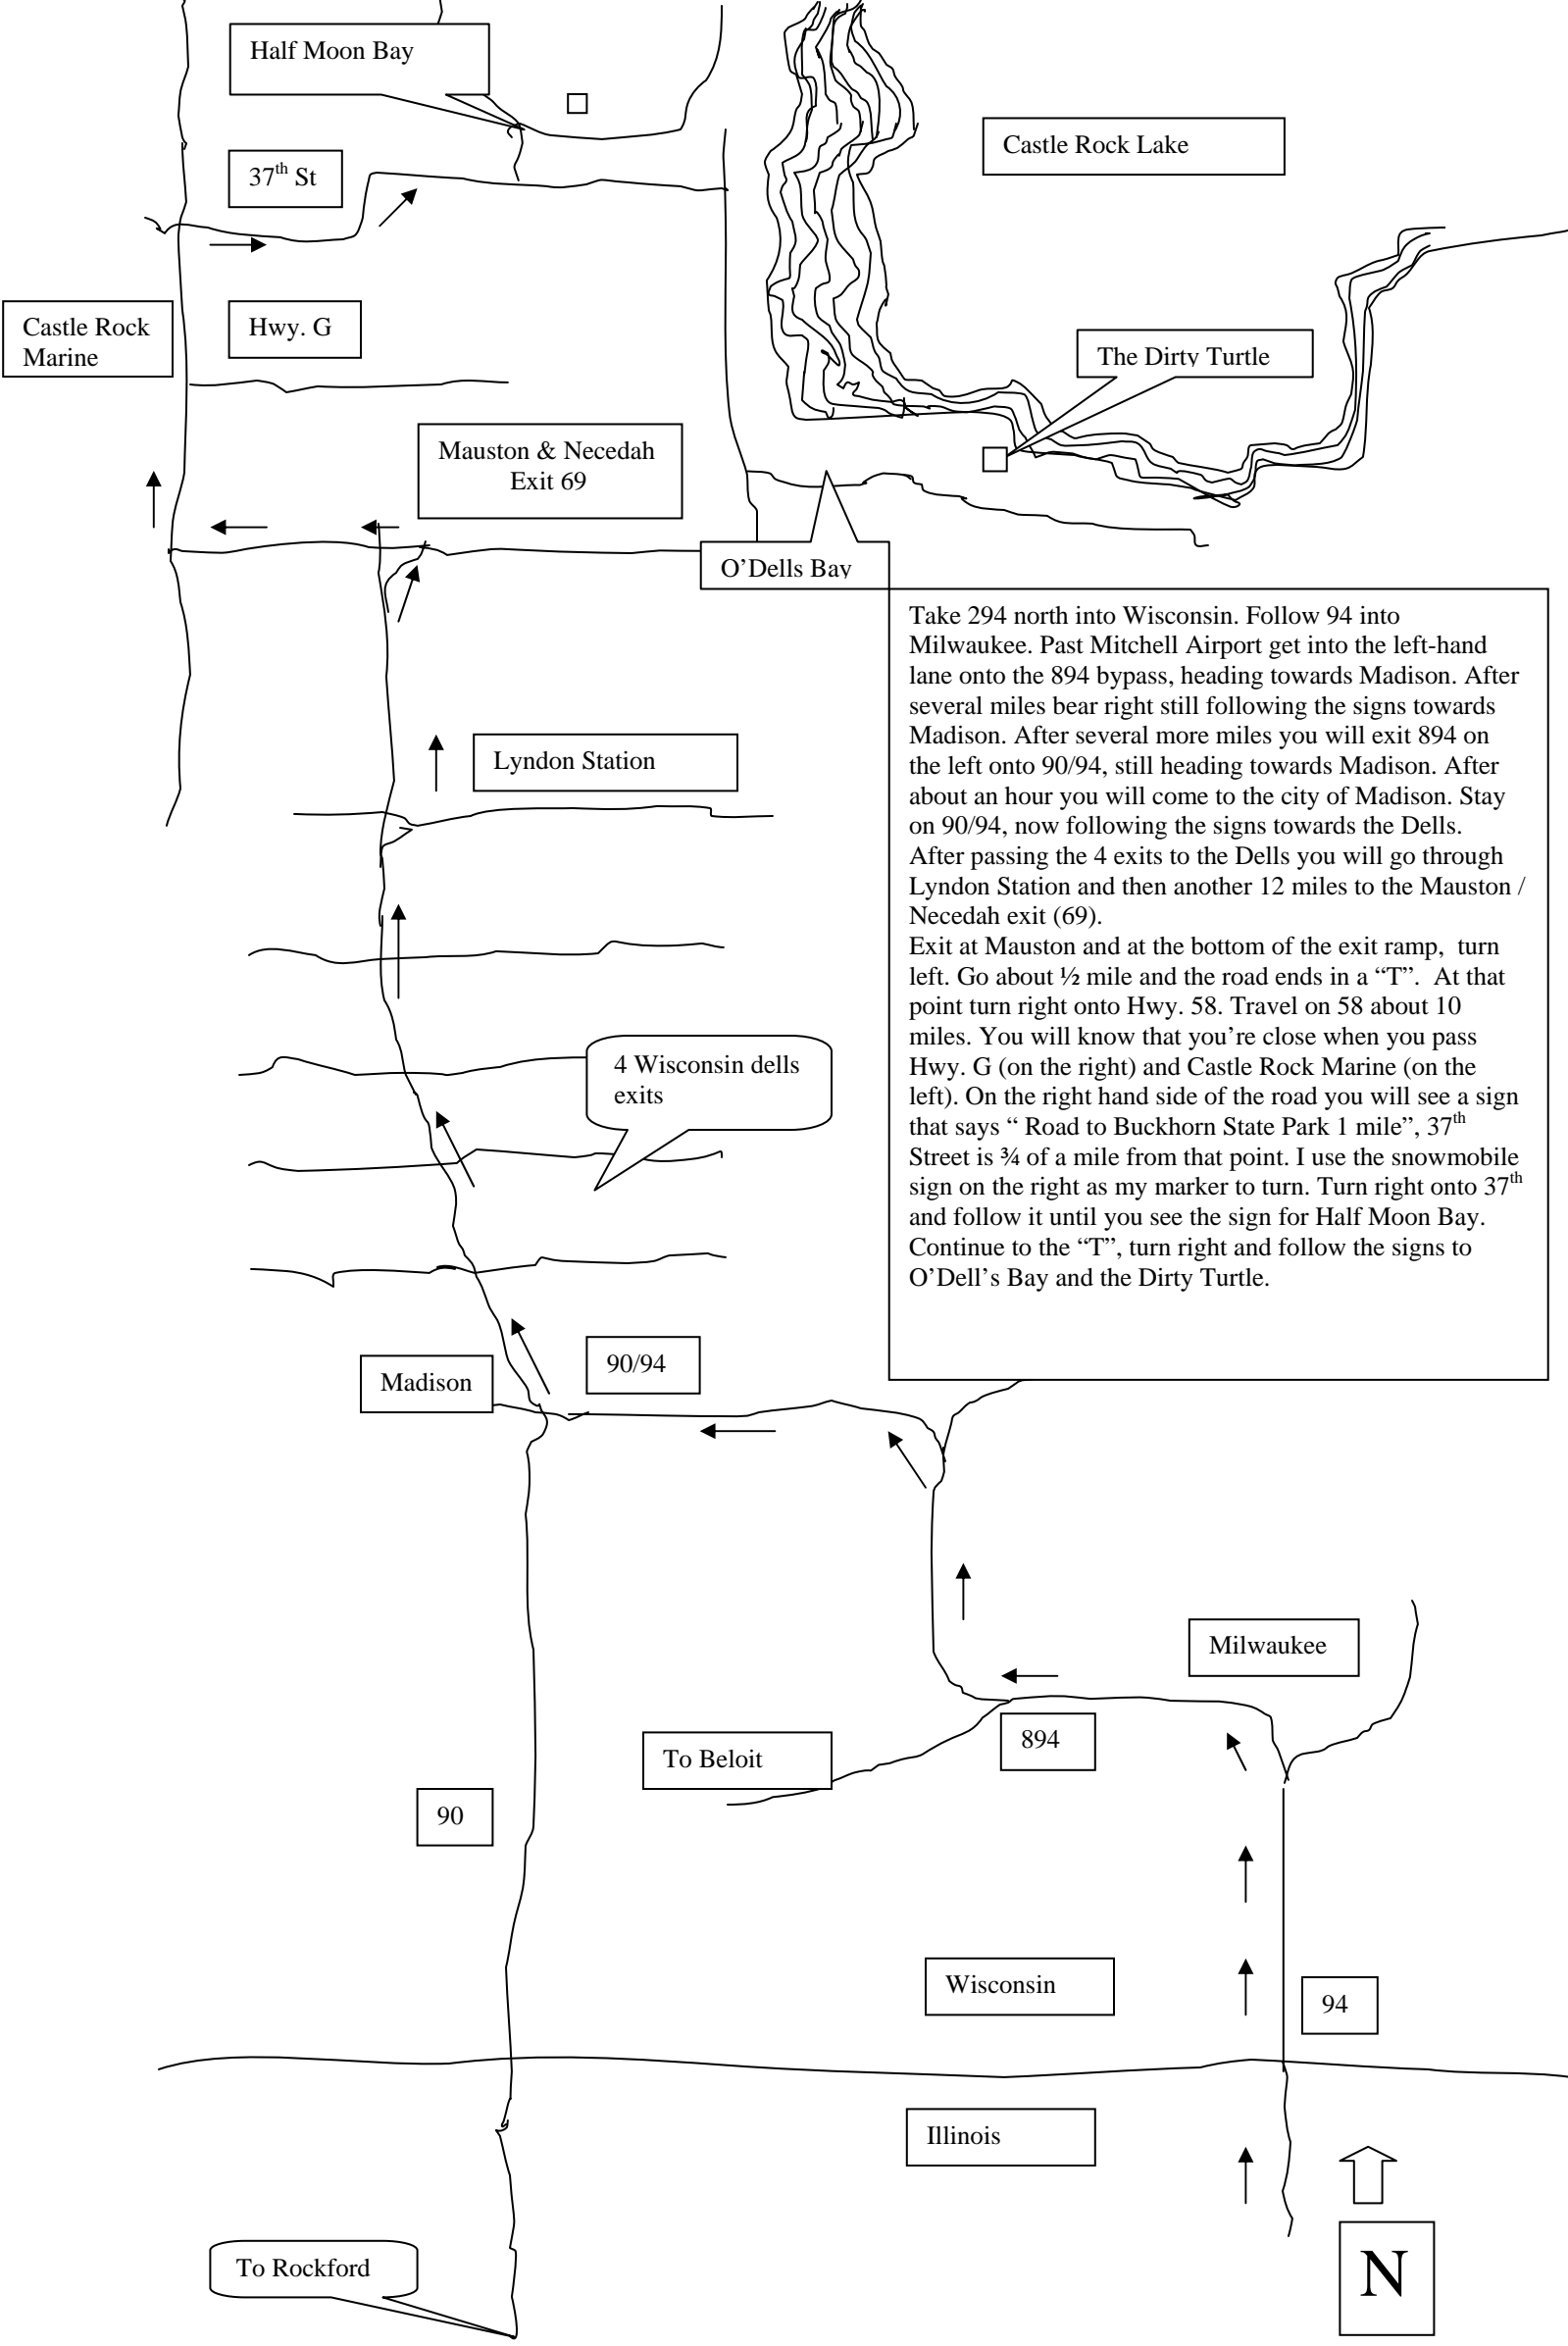 Half Moon Bay
Castle Rock Lake
37th St
Castle Rock
Marine
Hwy. G
The Dirty Turtle
Mauston & Necedah
Exit 69
O’Dells Bay
Take 294 north into Wisconsin. Follow 94 into
Milwaukee. Past Mitchell Airport get into the left-hand
lane onto the 894 bypass, heading towards Madison. After
several miles bear right still following the signs towards
Madison. After several more miles you will exit 894 on
the left onto 90/94, still heading towards Madison. After
about an hour you will come to the city of Madison. Stay
on 90/94, now following the signs towards the Dells.
After passing the 4 exits to the Dells you will go through
Lyndon Station and then another 12 miles to the Mauston /
Necedah exit (69).
Exit at Mauston and at the bottom of the exit ramp,  turn
left. Go about ½ mile and the road ends in a “T”.  At that
point turn right onto Hwy. 58. Travel on 58 about 10
miles. You will know that you’re close when you pass
Hwy. G (on the right) and Castle Rock Marine (on the
left). On the right hand side of the road you will see a sign
that says “ Road to Buckhorn State Park 1 mile”, 37th
Street is ¾ of a mile from that point. I use the snowmobile
sign on the right as my marker to turn. Turn right onto 37th
and follow it until you see the sign for Half Moon Bay.
Continue to the “T”, turn right and follow the signs to
O’Dell’s Bay and the Dirty Turtle.
Lyndon Station
4 Wisconsin dells
exits
90/94
Madison
Milwaukee
894
To Beloit
90
Wisconsin
94
Illinois
To Rockford
N